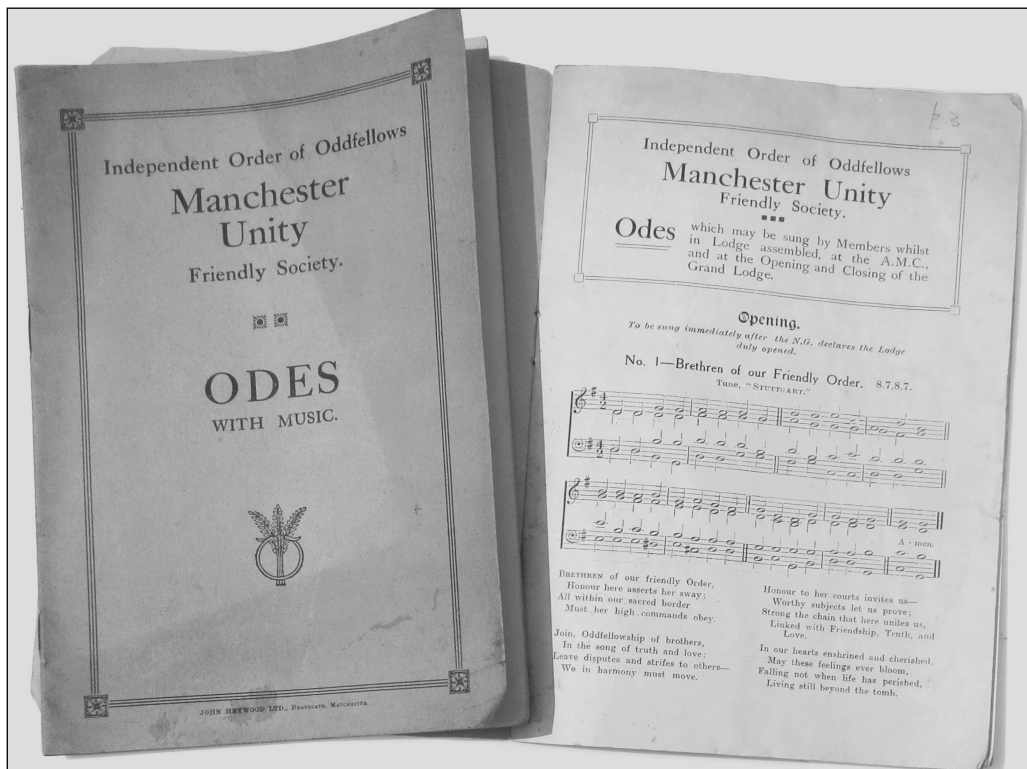 Independent Order of Oddfellows
Manchester
Unity
Friendly Society.
ODES
WITH MUSIC.
JOHN HEYWOOD LTD., DEANSGATE, MANCHESTER.
Independent Order of Oddfellows
Manchester Unity
Friendly Society.
Odes which may be sung by Members whilst
in Lodge assembled, at the A.M.C.,
and at the Opening and Closing of the
Grand Lodge.
Opening.
To be sung immediately after the N.G. declares the Lodge
duly opened.
No. 1—Brethren of our Friendly Order. 8.7.8.7.
Tune, "STUTTGART."
A - men.
BRETHREN of our friendly Order,
Honour here asserts her sway;
All within our sacred border
Must her high commands obey.
Join, Oddfellowship of brothers,
In the song of truth and love;
Leave disputes and strifes to others—
We in harmony must move.
Honour to her courts invites us—
Worthy subjects let us prove;
Strong the chain that here unites us,
Linked with Friendship, Truth, and
Love.
In our hearts enshrined and cherished,
May these feelings ever bloom,
Falling not when life has perished,
Living still beyond the tomb.